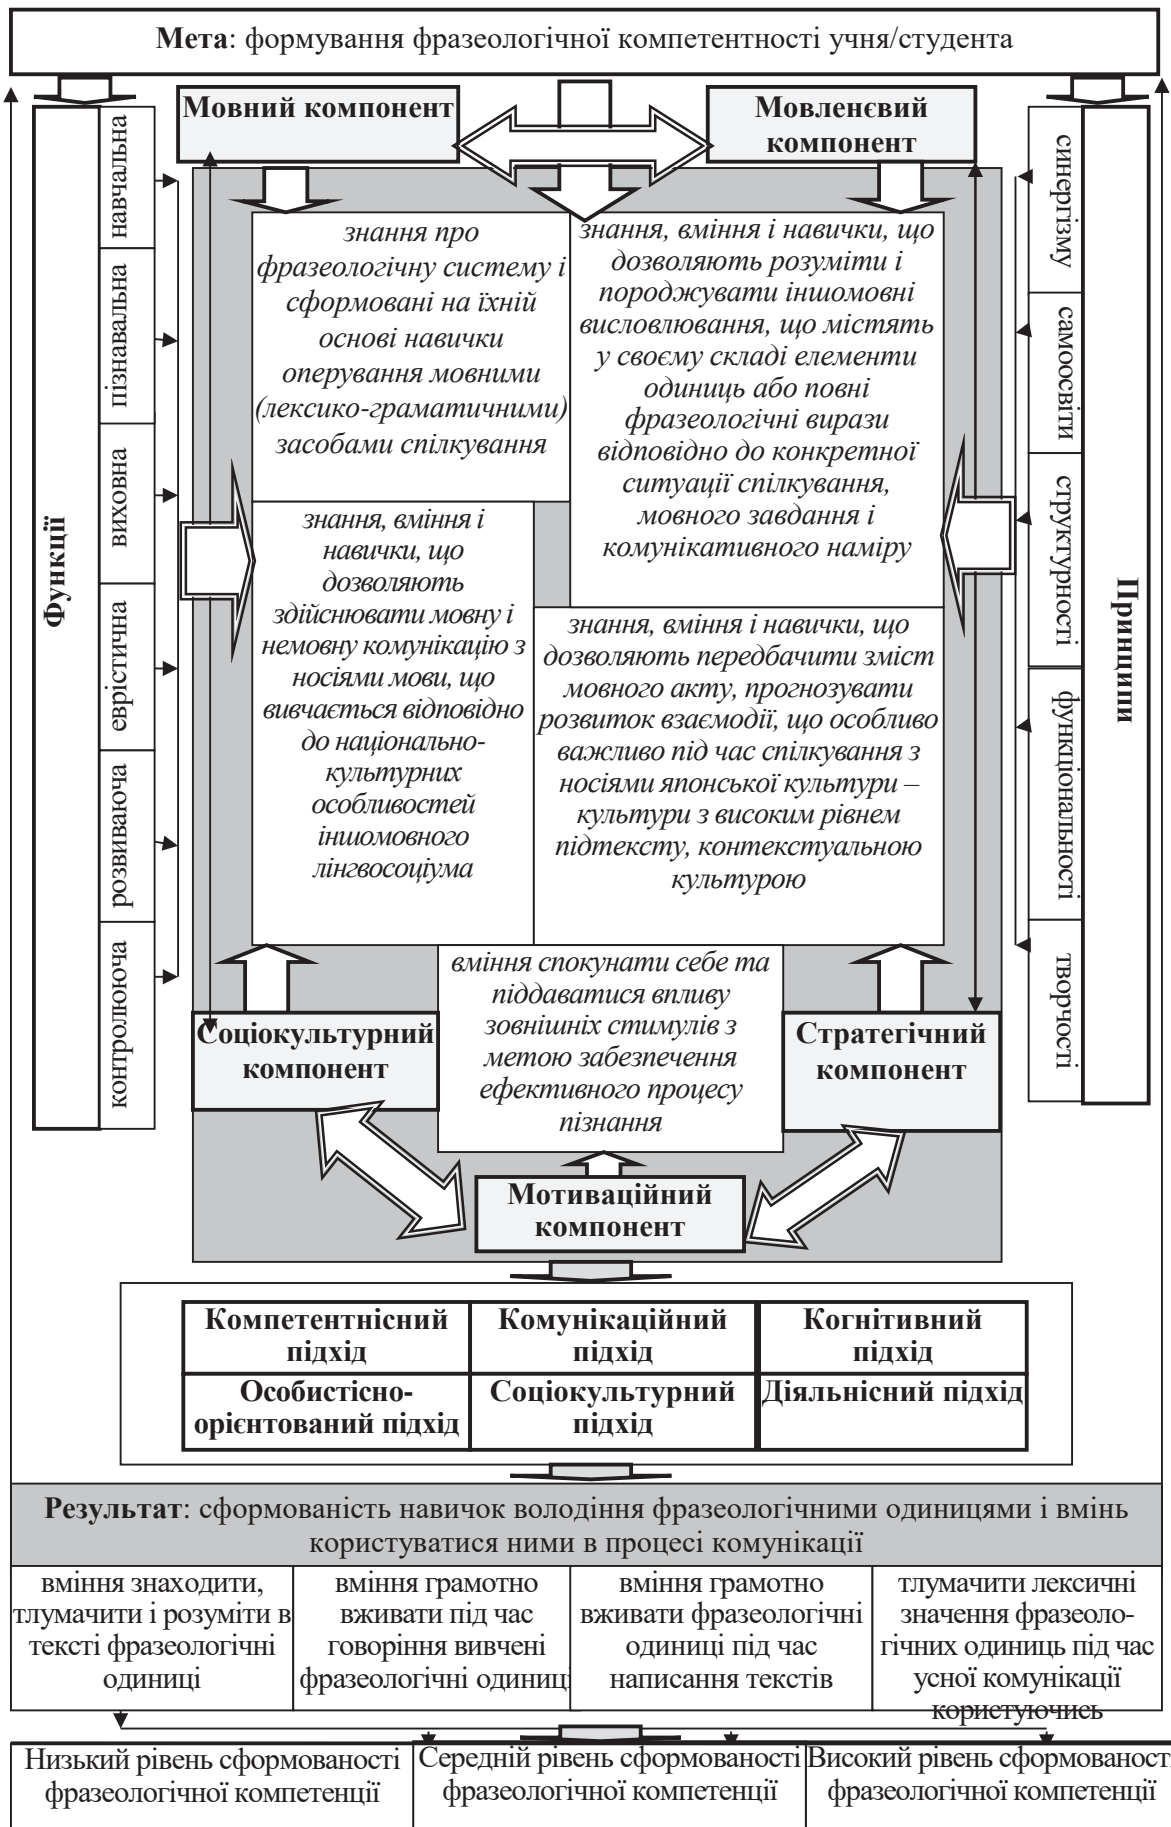 Мета: формування фразеологічної компетентності учня/студента
Функції
навчальна
пізнавальна
виховна
еврістична
розвиваюча
контролююча
Мовний компонент
Мовленєвий
компонент
знання про
фразеологічну систему і
сформовані на їхній
основі навички
оперування мовними
(лексико-граматичними)
засобами спілкування
знання, вміння і навички, що
дозволяють розуміти і
породжувати іншомовні
висловлювання, що містять
у своєму складі елементи
одиниць або повні
фразеологічні вирази
відповідно до конкретної
ситуації спілкування,
мовного завдання і
комунікативного наміру
знання, вміння і
навички, що
дозволяють
здійснювати мовну і
немовну комунікацію з
носіями мови, що
вивчається відповідно
до національно-
культурних
особливостей
іншомовного
лінгвосоціума
знання, вміння і навички, що
дозволяють передбачити зміст
мовного акту, прогнозувати
розвиток взаємодії, що особливо
важливо під час спілкування з
носіями японської культури –
культури з високим рівнем
підтексту, контекстуальною
культурою
Соціокультурний
компонент
вміння спокунати себе та
піддаватися впливу
зовнішніх стимулів з
метою забезпечення
ефективного процесу
пізнання
Стратегічний
компонент
Мотиваційний
компонент
синергізму
самоосвіти
структурності
функціональності
творчості
Принципи
Компетентнісний
підхід
Комунікаційний
підхід
Когнітивний
підхід
Особистісно-
орієнтований підхід
Соціокультурний
підхід
Діяльнісний підхід
Результат: сформованість навичок володіння фразеологічними одиницями і вмінь
користуватися ними в процесі комунікації
вміння знаходити,
тлумачити і розуміти в
тексті фразеологічні
одиниці
вміння грамотно
вживати під час
говоріння вивчені
фразеологічні одиниці
вміння грамотно
вживати фразеологічні
одиниці під час
написання текстів
тлумачити лексичні
значення фразеоло-
гічних одиниць під час
усної комунікації
користуючись
Низький рівень сформованості
фразеологічної компетенції
Середній рівень сформованості
фразеологічної компетенції
Високий рівень сформованості
фразеологічної компетенції